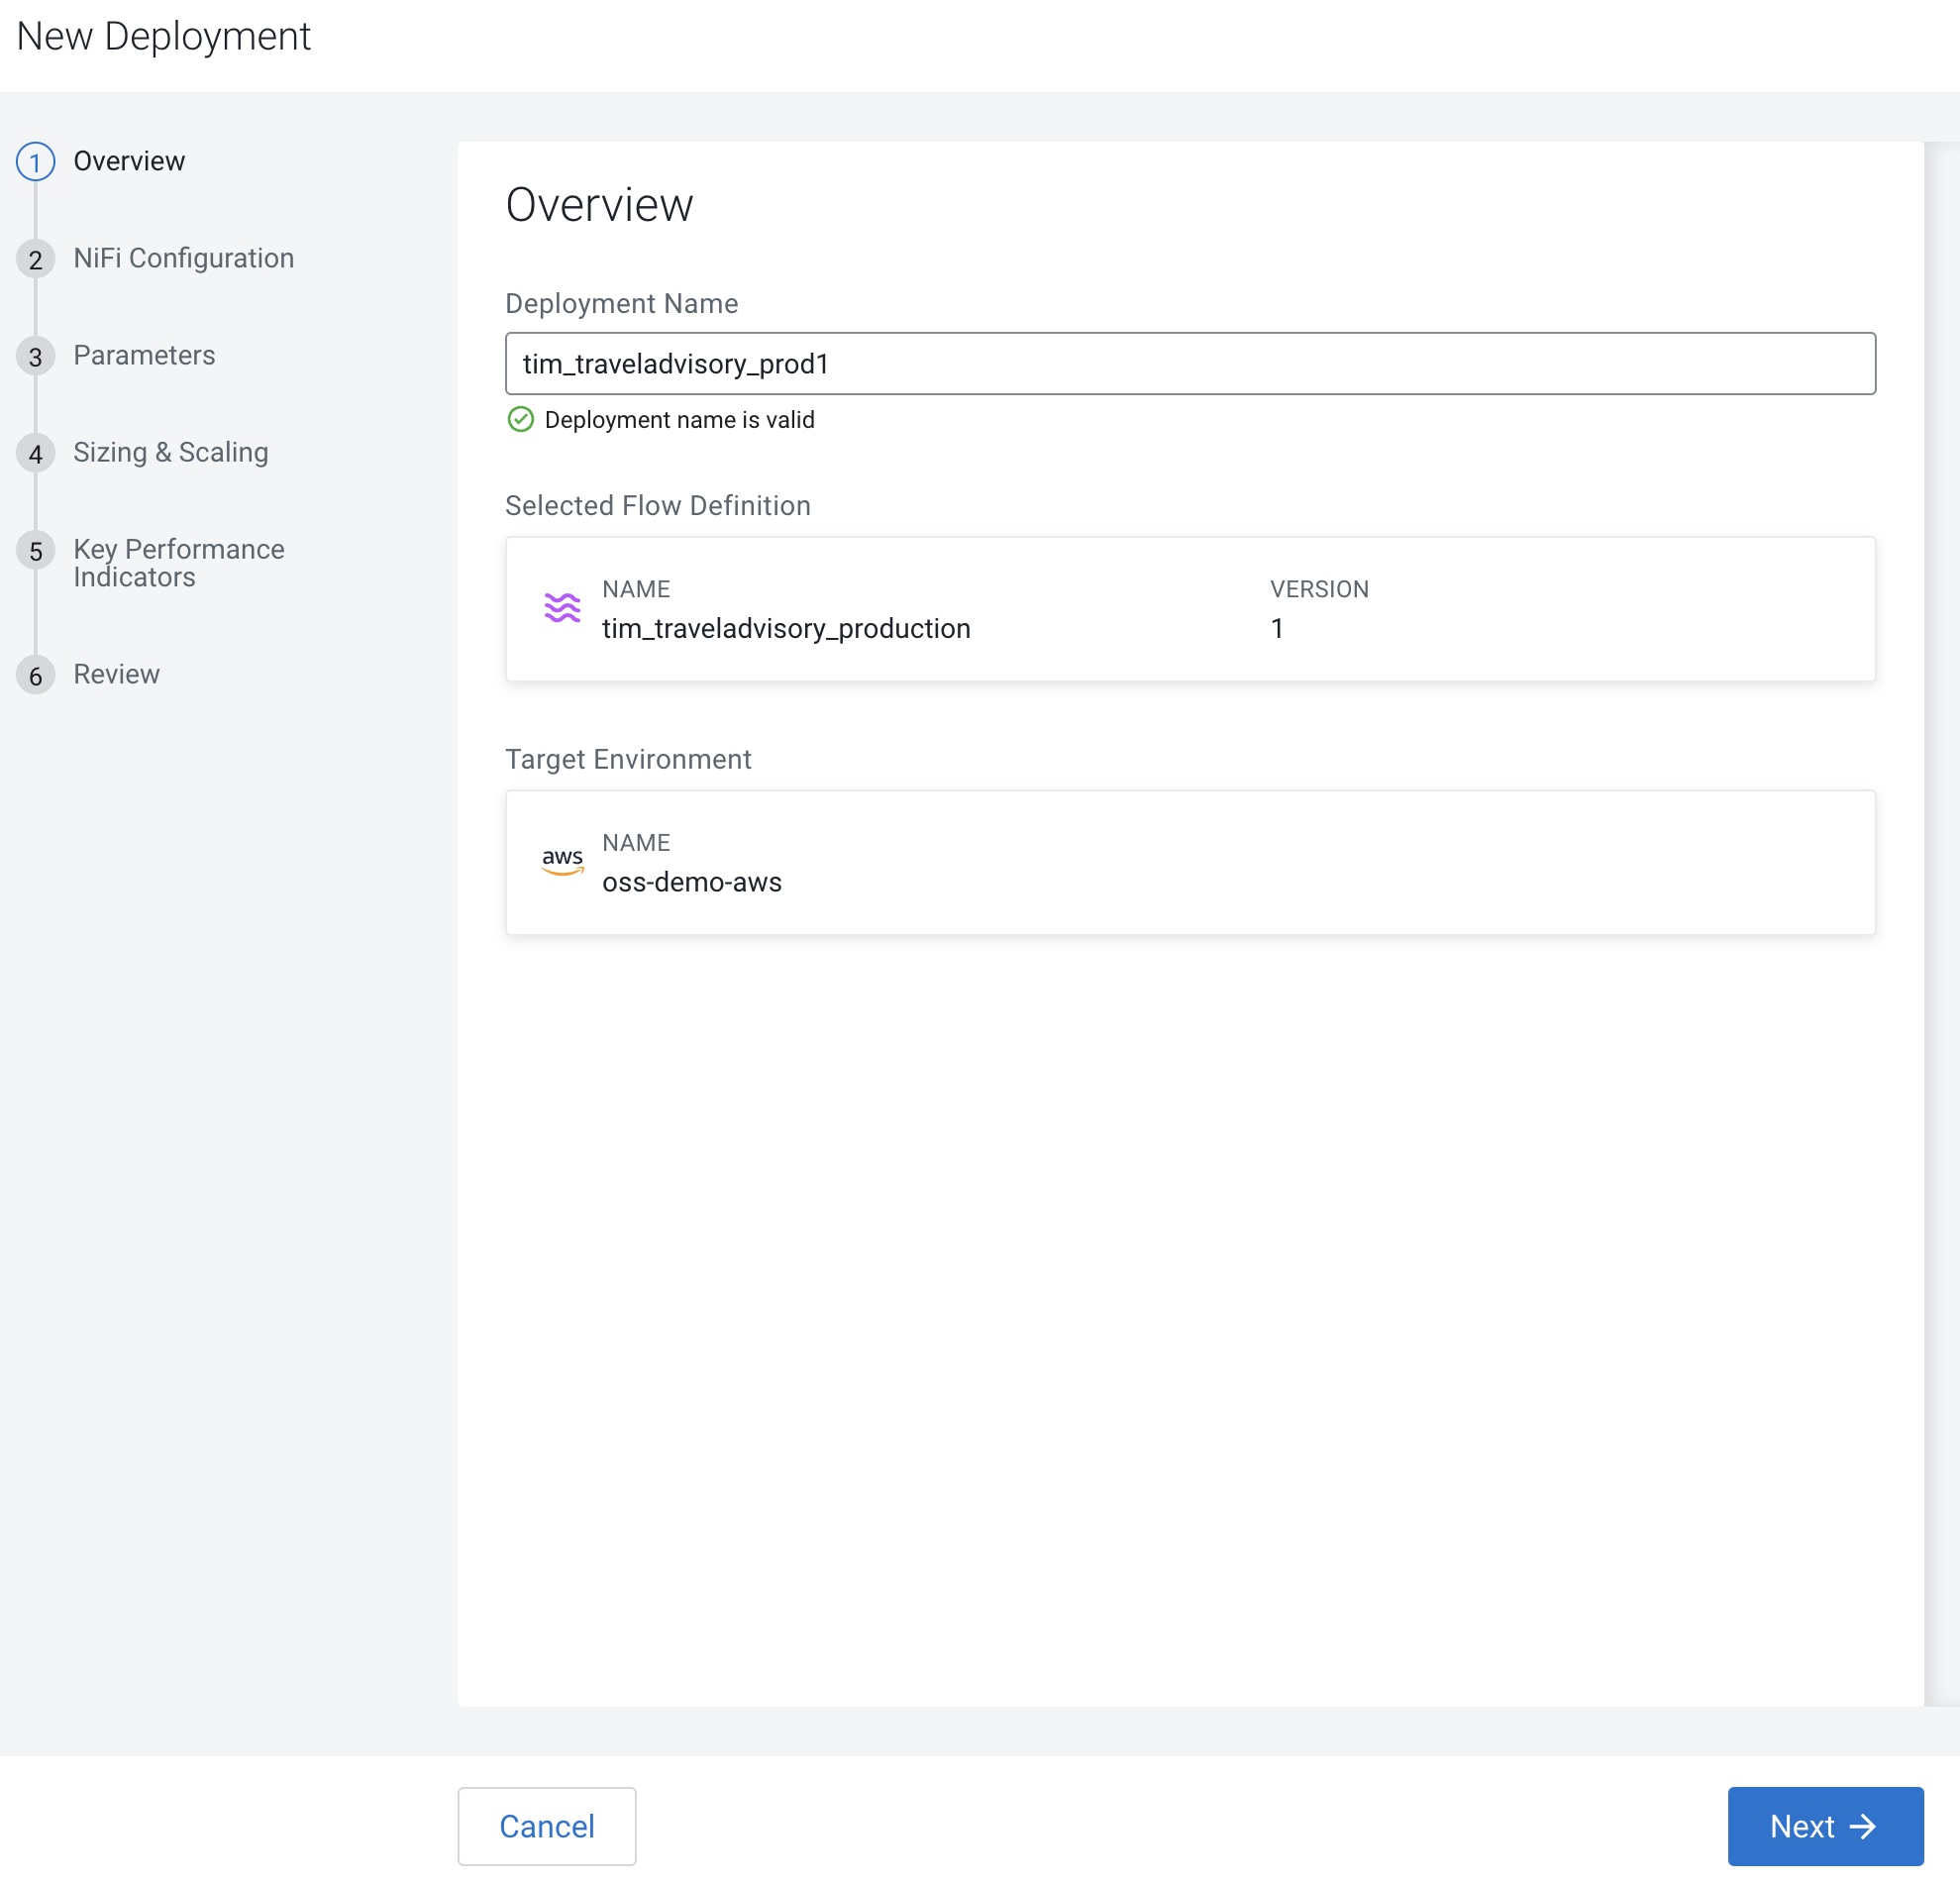 New Deployment
1 Overview
2 NiFi Configuration
3 Parameters
4 Sizing & Scaling
5 Key Performance
Indicators
6 Review
Overview
Deployment Name
tim_traveladvisory_prod1
Deployment name is valid
Selected Flow Definition
NAME VERSION
tim_traveladvisory_production 1
Target Environment
aws NAME
oss-demo-aws
Cancel Next